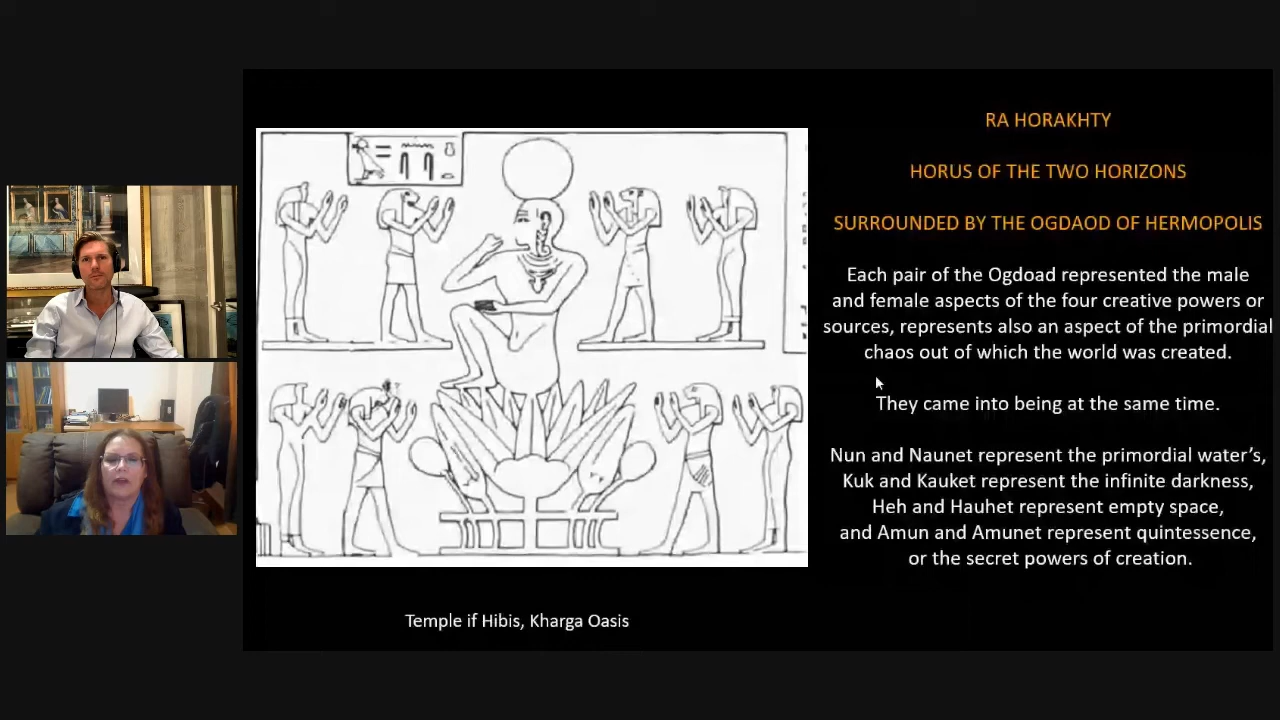 RA HORAKHTY
HORUS OF THE TWO HORIZONS
SURROUNDED BY THE OGDAOD OF HERMOPOLIS
Each pair of the Ogdoad represented the male
and female aspects of the four creative powers or
sources, represents also an aspect of the primordial
chaos out of which the world was created.
They came into being at the same time.
Nun and Naunet represent the primordial water’s,
Kuk and Kauket represent the infinite darkness,
Heh and Hauhet represent empty space,
and Amun and Amunet represent quintessence,
or the secret powers of creation.
Temple if Hibis, Kharga Oasis